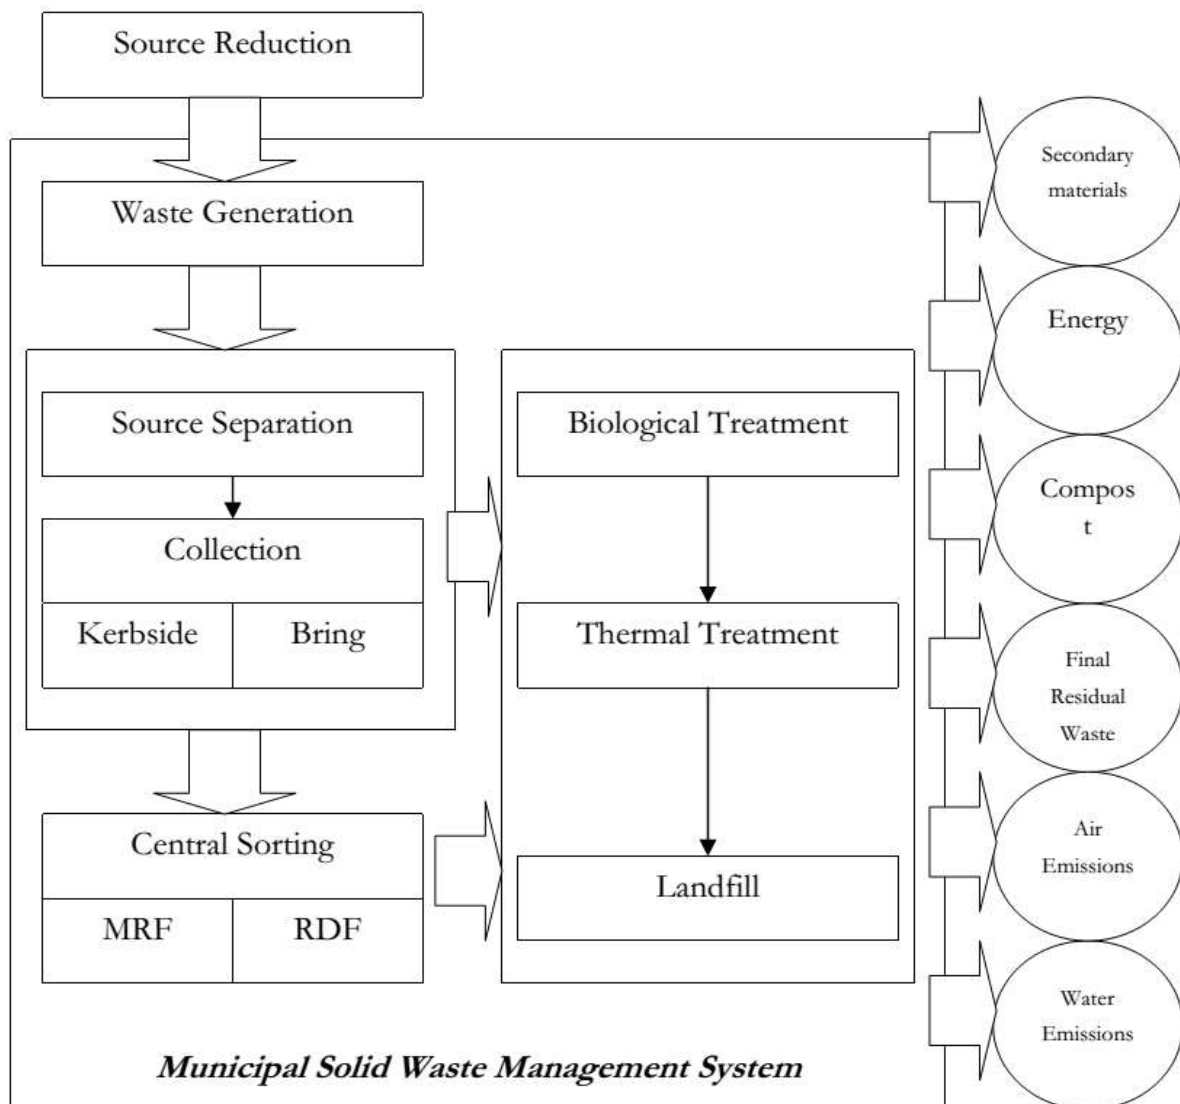 Source Reduction
Waste Generation
Source Separation
Collection
Kerbside
Bring
Central Sorting
MRF
RDF
Biological Treatment
Thermal Treatment
Landfill
Secondary
materials
Energy
Compos
t
Final
Residual
Waste
Air
Emissions
Water
Emissions
Municipal Solid Waste Management System